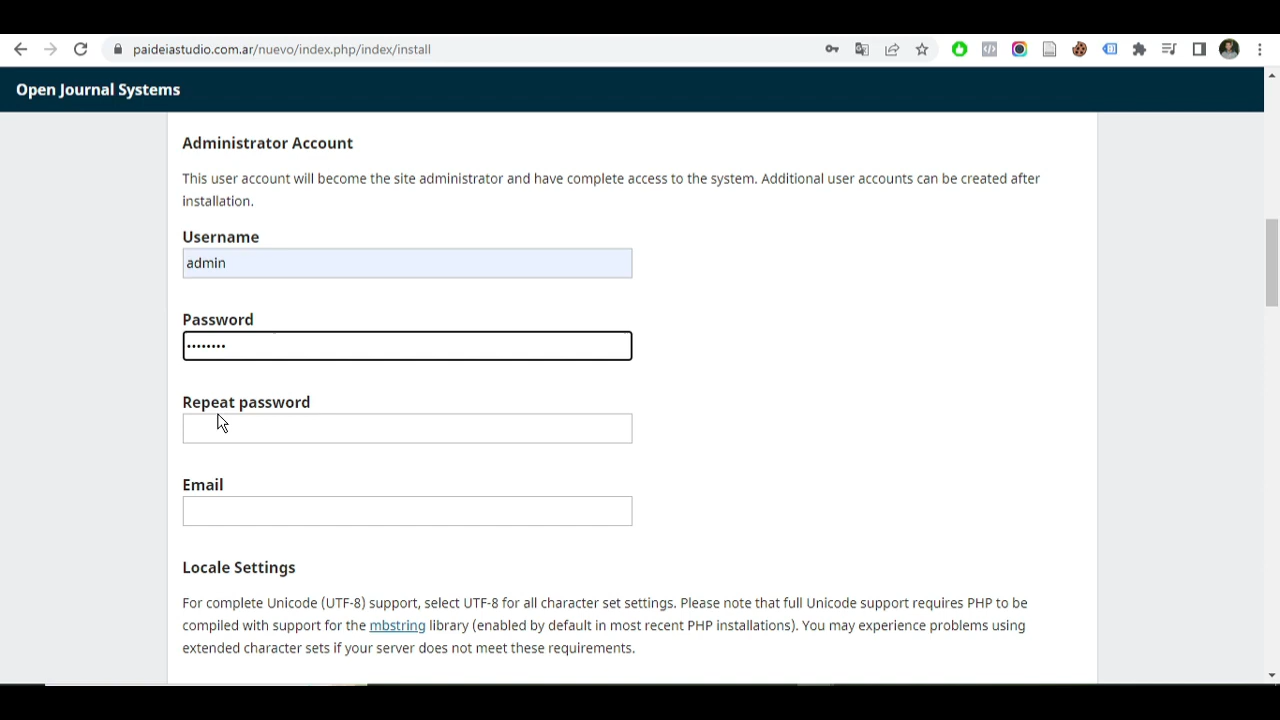 paideiastudio.com.ar/nuevo/index.php/index/install
Open Journal Systems
Administrator Account
This user account will become the site administrator and have complete access to the system. Additional user accounts can be created after
installation.
Username
admin
Password
••••••••
Repeat password
Email
Locale Settings
For complete Unicode (UTF-8) support, select UTF-8 for all character set settings. Please note that full Unicode support requires PHP to be
compiled with support for the mbstring library (enabled by default in most recent PHP installations). You may experience problems using
extended character sets if your server does not meet these requirements.